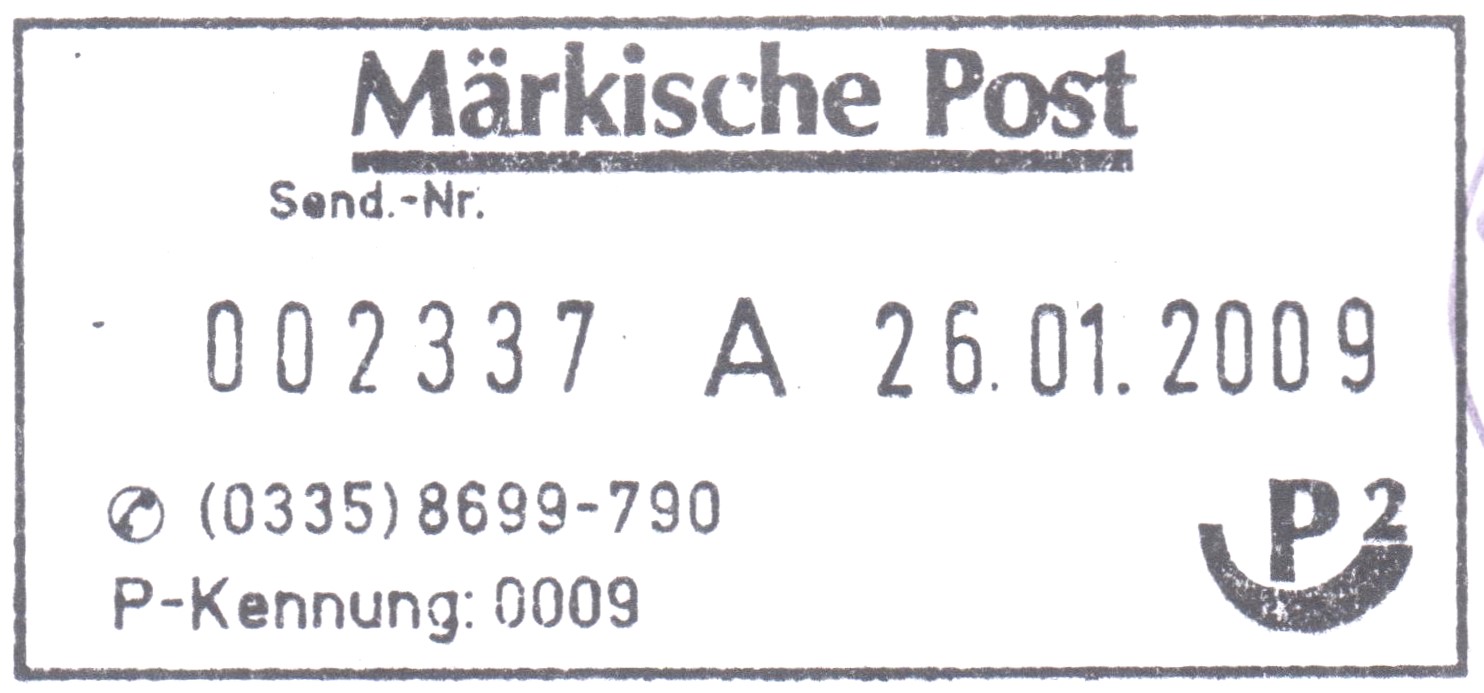 Märkische Post
Send.-Nr.
002337 A 26.01.2009
✆ (0335) 8699-790
P-Kennung: 0009
P2